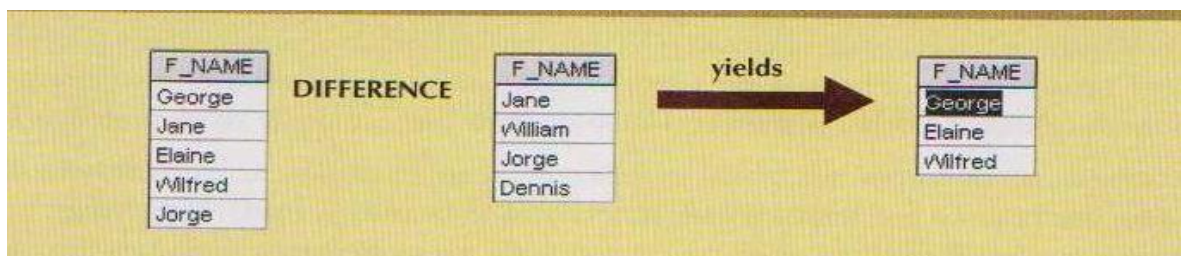 F_NAME
George
Jane
Elaine
Wilfred
Jorge
DIFFERENCE
F_NAME
Jane
William
Jorge
Dennis
yields
F_NAME
George
Elaine
Wilfred